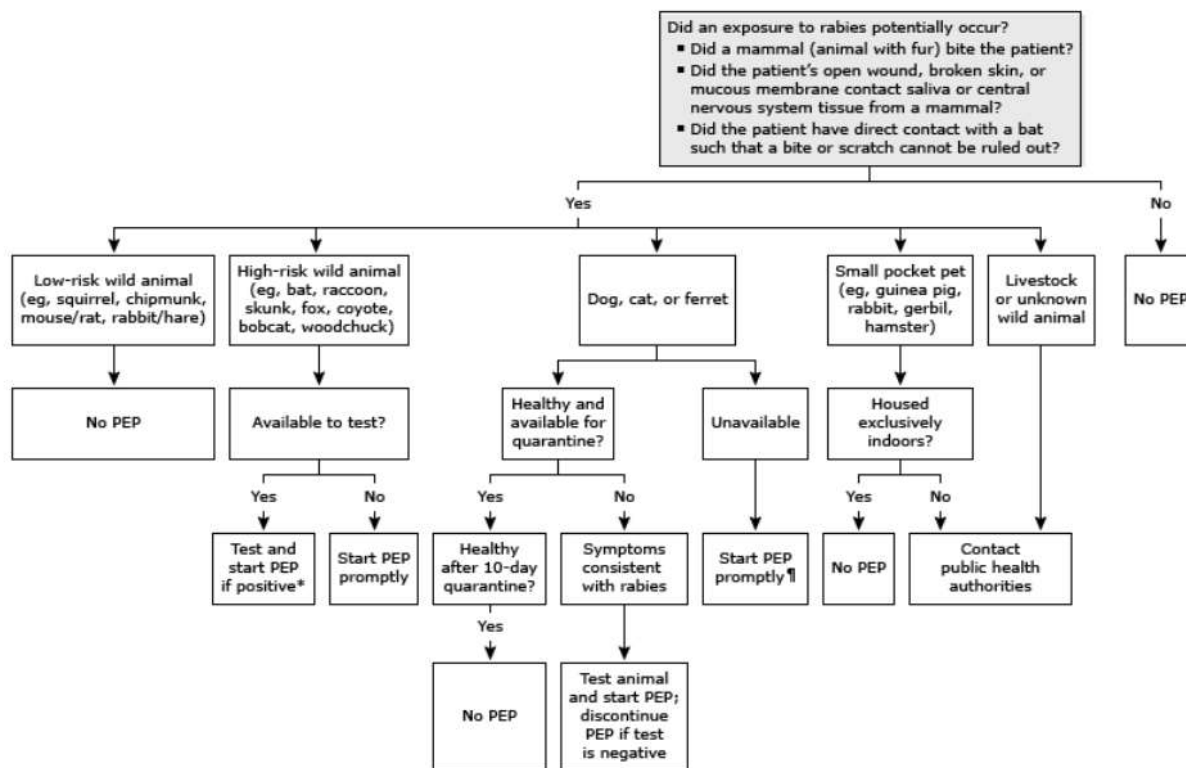 Did an exposure to rabies potentially occur?
▪ Did a mammal (animal with fur) bite the patient?
▪ Did the patient's open wound, broken skin, or
mucous membrane contact saliva or central
nervous system tissue from a mammal?
▪ Did the patient have direct contact with a bat
such that a bite or scratch cannot be ruled out?
Yes
No
Low-risk wild animal
(eg, squirrel, chipmunk,
mouse/rat, rabbit/hare)
High-risk wild animal
(eg, bat, raccoon,
skunk, fox, coyote,
bobcat, woodchuck)
Dog, cat, or ferret
Small pocket pet
(eg, guinea pig,
rabbit, gerbil,
hamster)
Livestock
or unknown
wild animal
No PEP
No PEP
Available to test?
Healthy and
available for
quarantine?
Unavailable
Housed
exclusively
indoors?
Yes
No
Yes
No
Yes
No
Test and
start PEP
if positive*
Start PEP
promptly
Healthy
after 10-day
quarantine?
Symptoms
consistent
with rabies
Start PEP
promptly¶
No PEP
Contact
public health
authorities
Yes
No PEP
Test animal
and start PEP;
discontinue
PEP if test
is negative